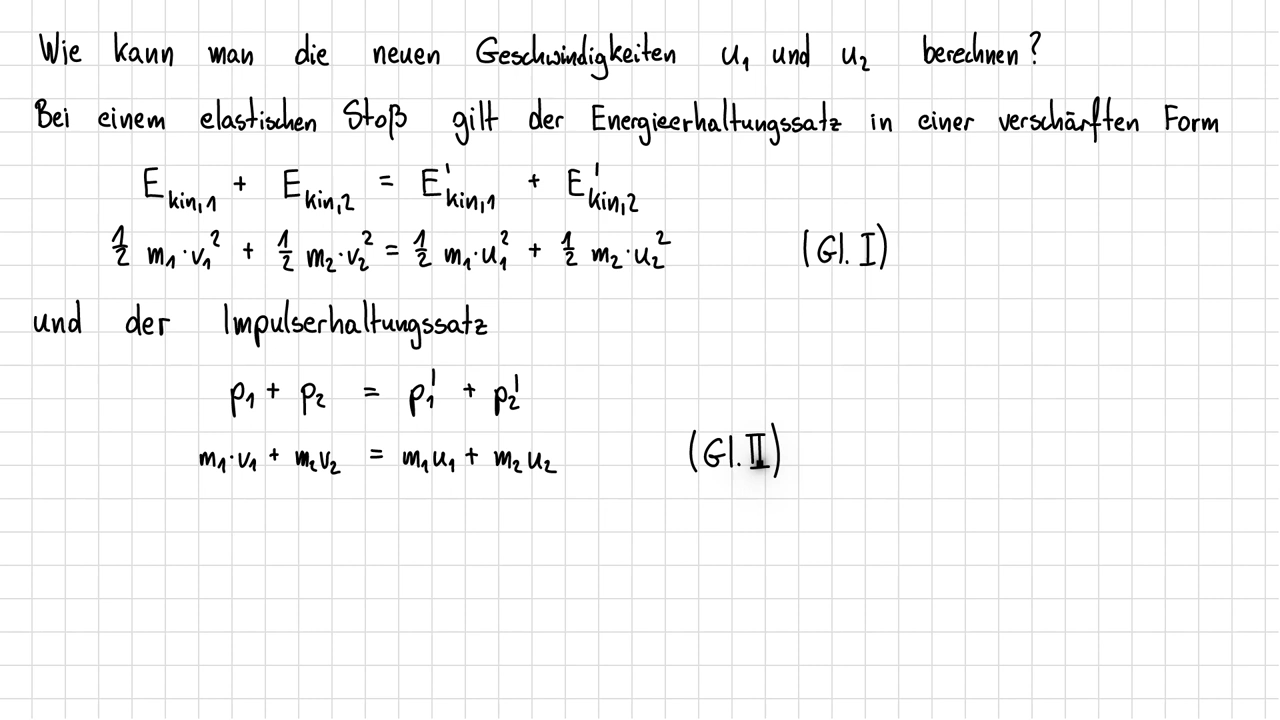 Wie kann man die neuen Geschwindigkeiten u₁ und u₂ berechnen?
Bei einem elastischen Stoß gilt der Energieerhaltungssatz in einer verschärften Form
E_kin,1 + E_kin,2 = E'_kin,1 + E'_kin,2
½ m₁·v₁² + ½ m₂·v₂² = ½ m₁·u₁² + ½ m₂·u₂² (Gl. I)
und der Impulserhaltungssatz
p₁ + p₂ = p₁' + p₂'
m₁·v₁ + m₂v₂ = m₁u₁ + m₂u₂ (Gl. II)